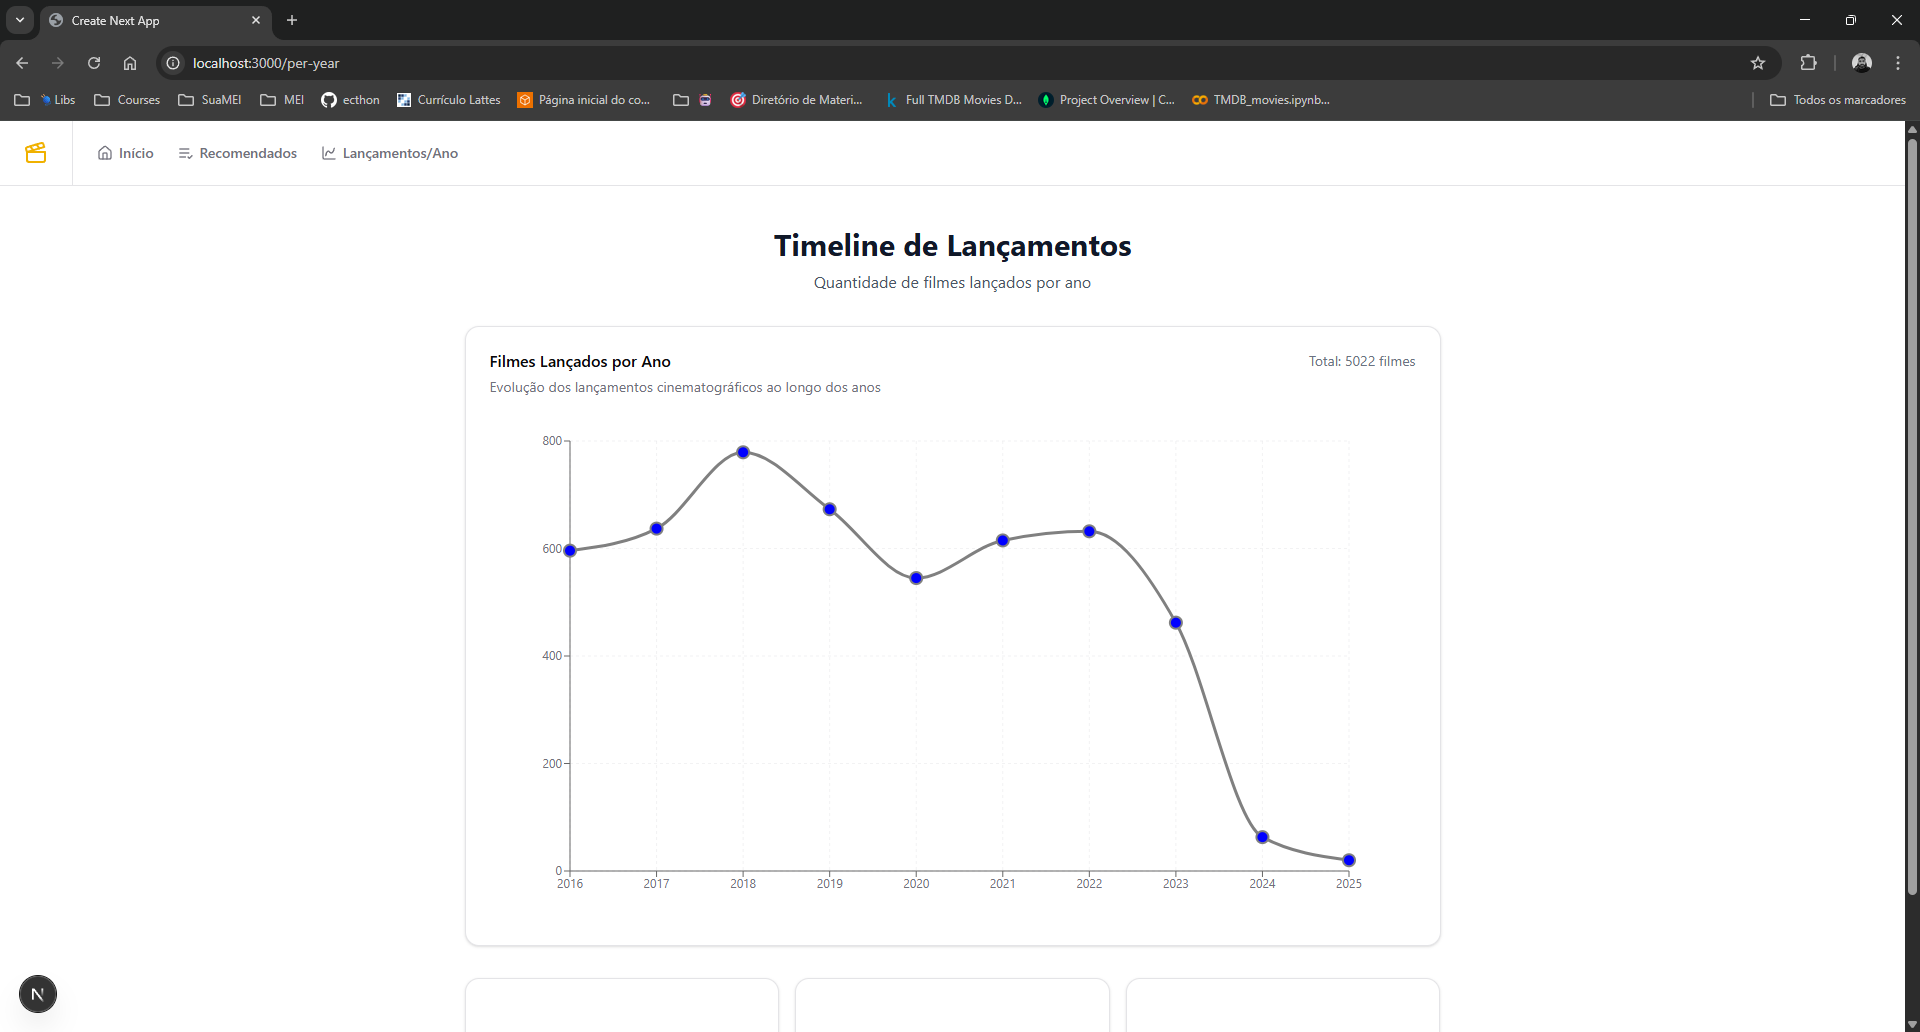 Create Next App
localhost:3000/per-year
Libs
Courses
SuaMEI
MEI
ecthon
Currículo Lattes
Página inicial do co...
Diretório de Materi...
Full TMDB Movies D...
Project Overview | C...
TMDB_movies.ipynb...
Todos os marcadores
Início
Recomendados
Lançamentos/Ano
Timeline de Lançamentos
Quantidade de filmes lançados por ano
Filmes Lançados por Ano
Total: 5022 filmes
Evolução dos lançamentos cinematográficos ao longo dos anos
800
600
400
200
0
2016 2017 2018 2019 2020 2021 2022 2023 2024 2025
N